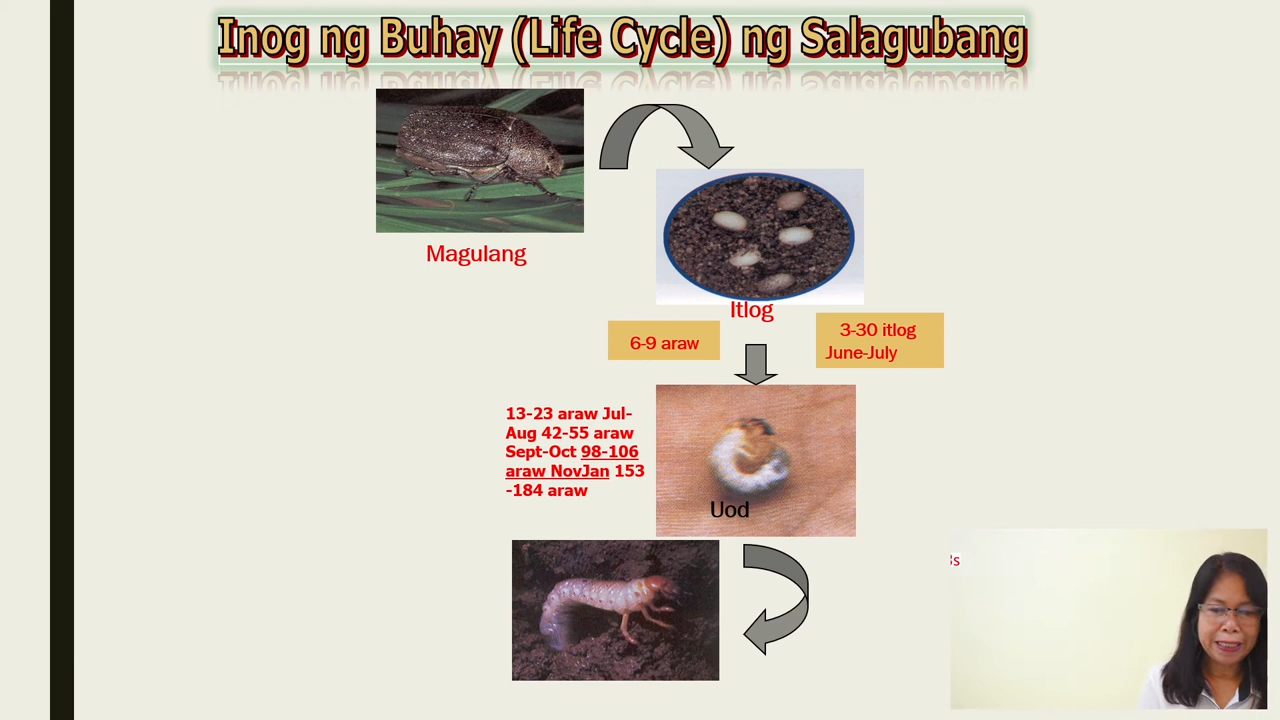 Inog ng Buhay (Life Cycle) ng Salagubang
Magulang
Itlog
6-9 araw
3-30 itlog
June-July
13-23 araw Jul-
Aug 42-55 araw
Sept-Oct 98-106
araw NovJan 153
-184 araw
Uod